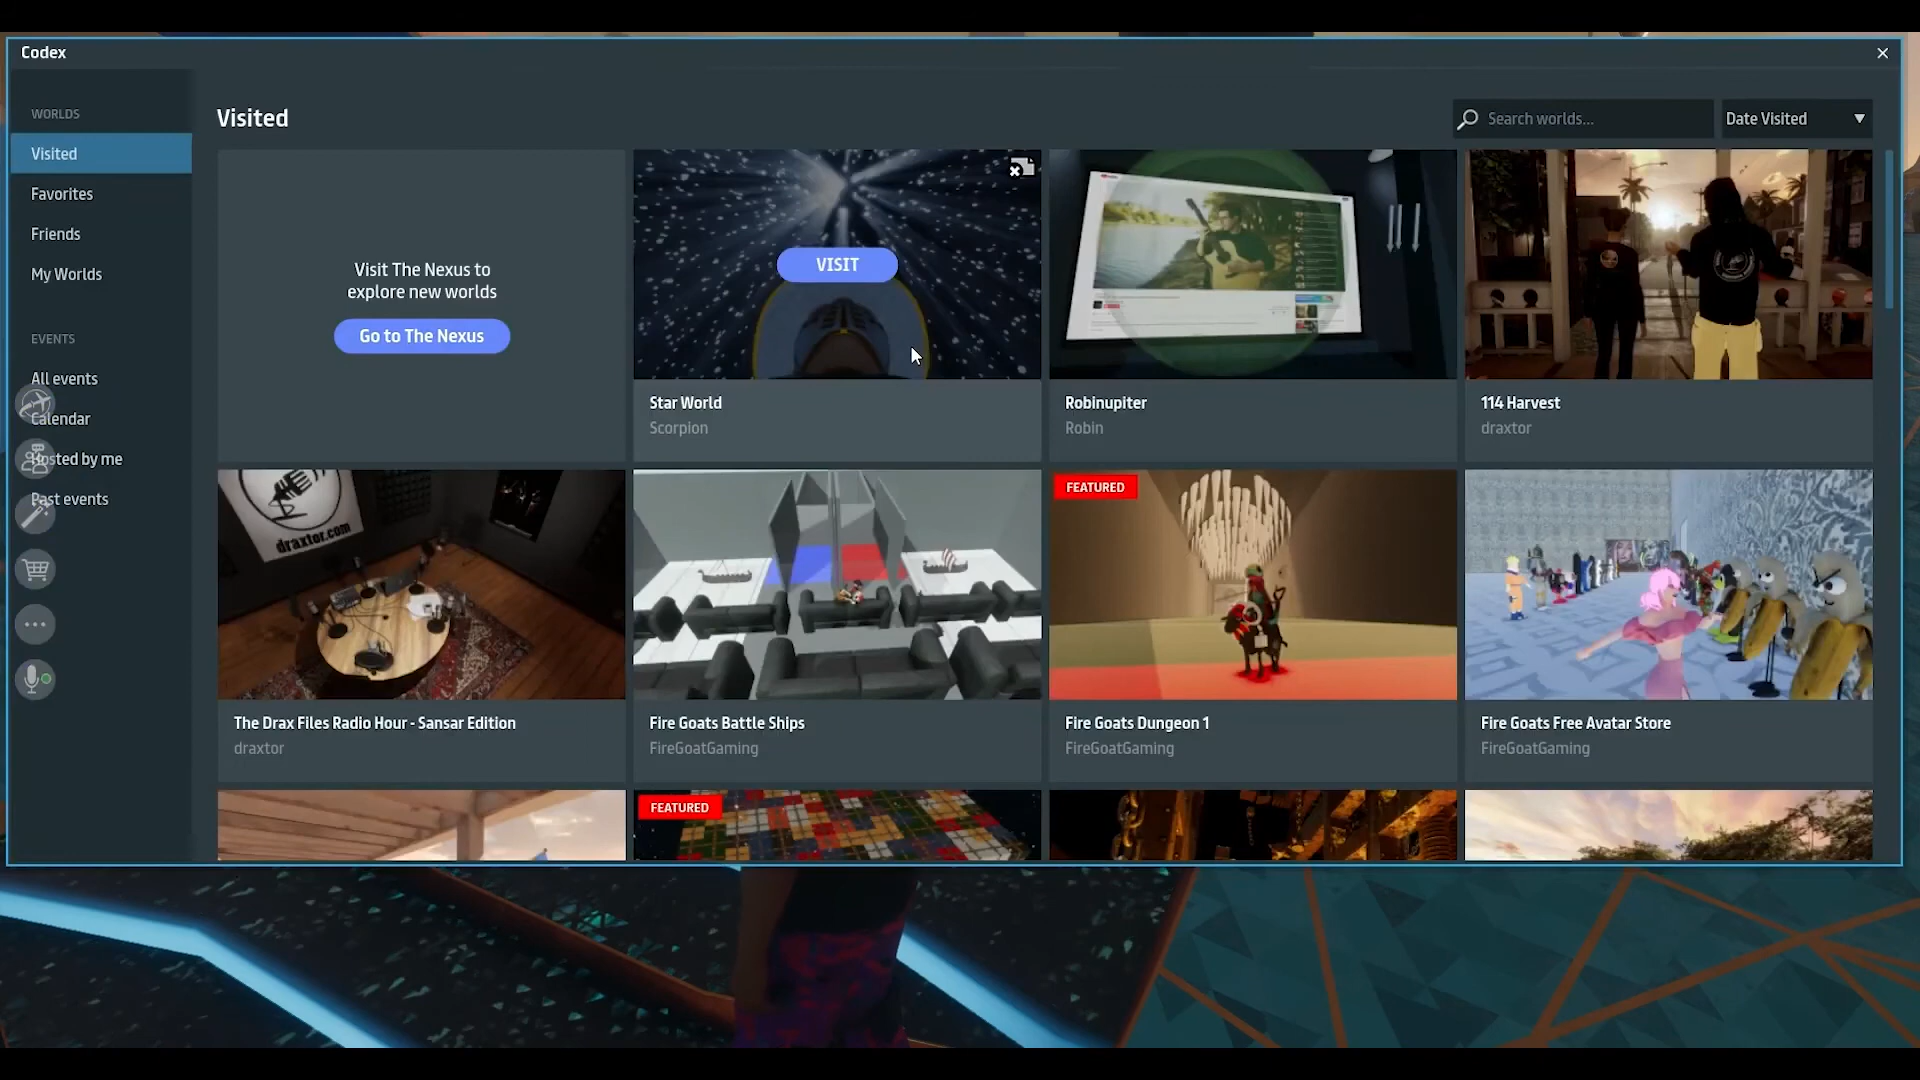 Codex
WORLDS
Visited
Favorites
Friends
My Worlds
EVENTS
All events
Calendar
Hosted by me
Past events
Visited
Search worlds...
Date Visited
Visit The Nexus to
explore new worlds
Go to The Nexus
VISIT
Star World
Scorpion
Robinupiter
Robin
114 Harvest
draxtor
draxtor.com
The Drax Files Radio Hour - Sansar Edition
draxtor
Fire Goats Battle Ships
FireGoatGaming
FEATURED
Fire Goats Dungeon 1
FireGoatGaming
Fire Goats Free Avatar Store
FireGoatGaming
FEATURED